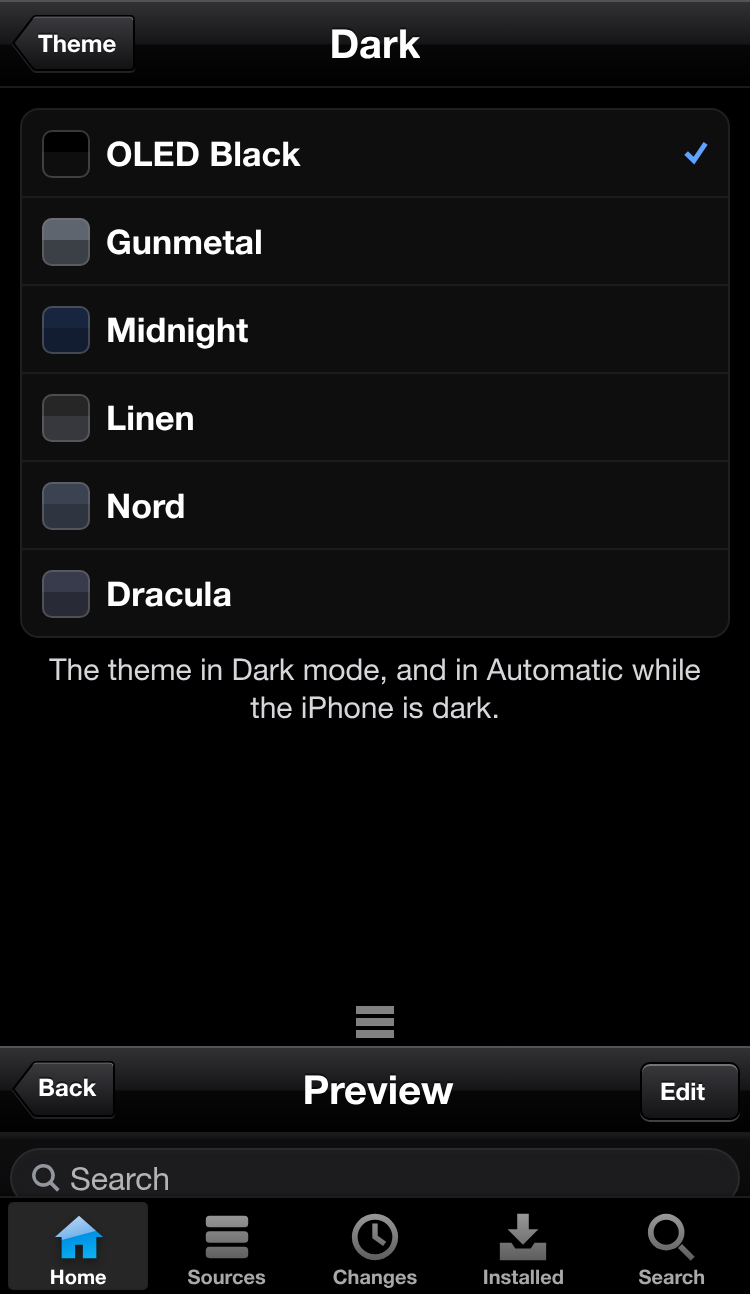 Theme
Dark
OLED Black
Gunmetal
Midnight
Linen
Nord
Dracula
The theme in Dark mode, and in Automatic while
the iPhone is dark.
Back
Preview
Edit
Search
Home
Sources
Changes
Installed
Search